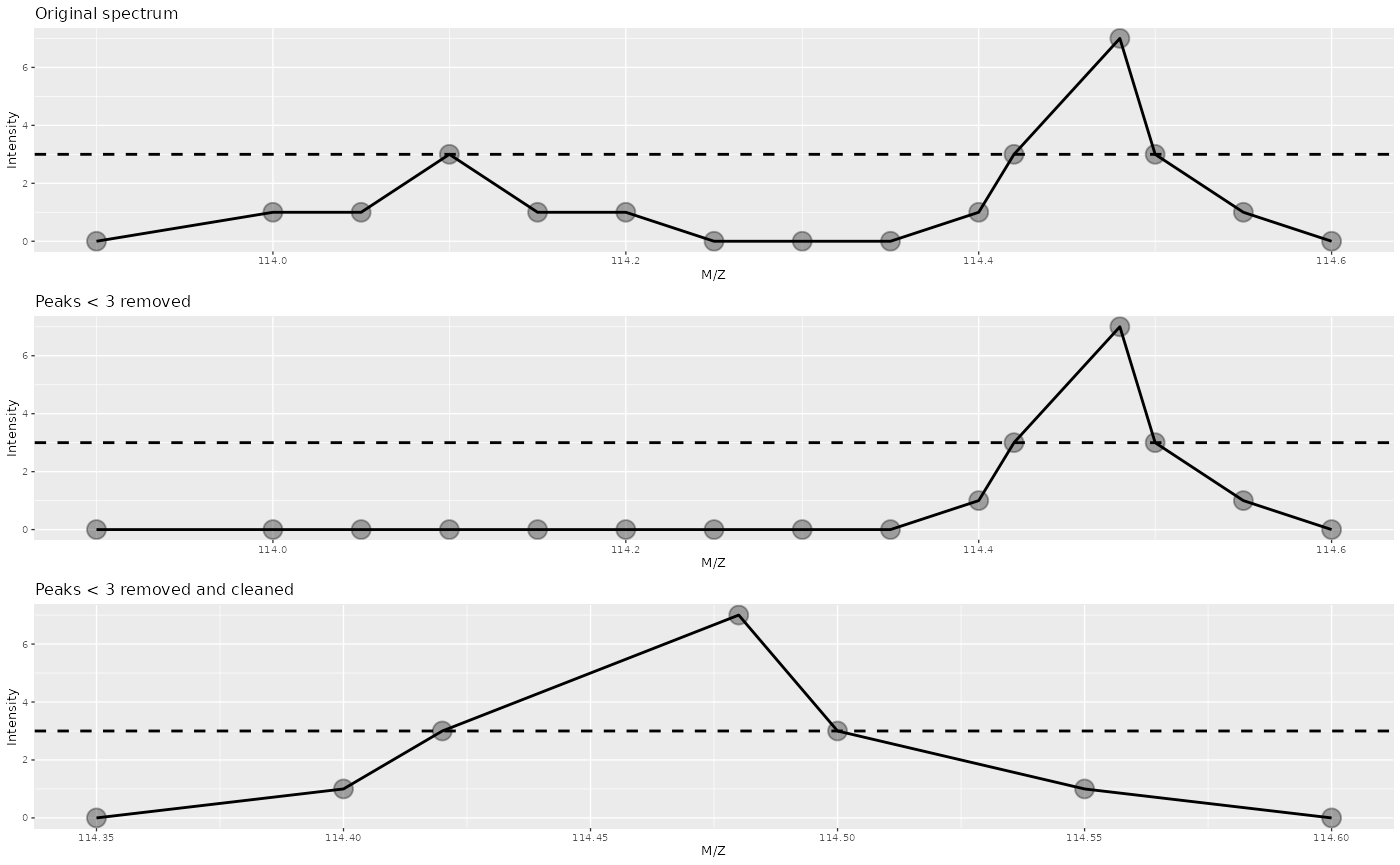 Original spectrum
Intensity
6
4
2
0
114.0 114.2 114.4 114.6
M/Z
Peaks < 3 removed
Intensity
6
4
2
0
114.0 114.2 114.4 114.6
M/Z
Peaks < 3 removed and cleaned
Intensity
6
4
2
0
114.35 114.40 114.45 114.50 114.55 114.60
M/Z